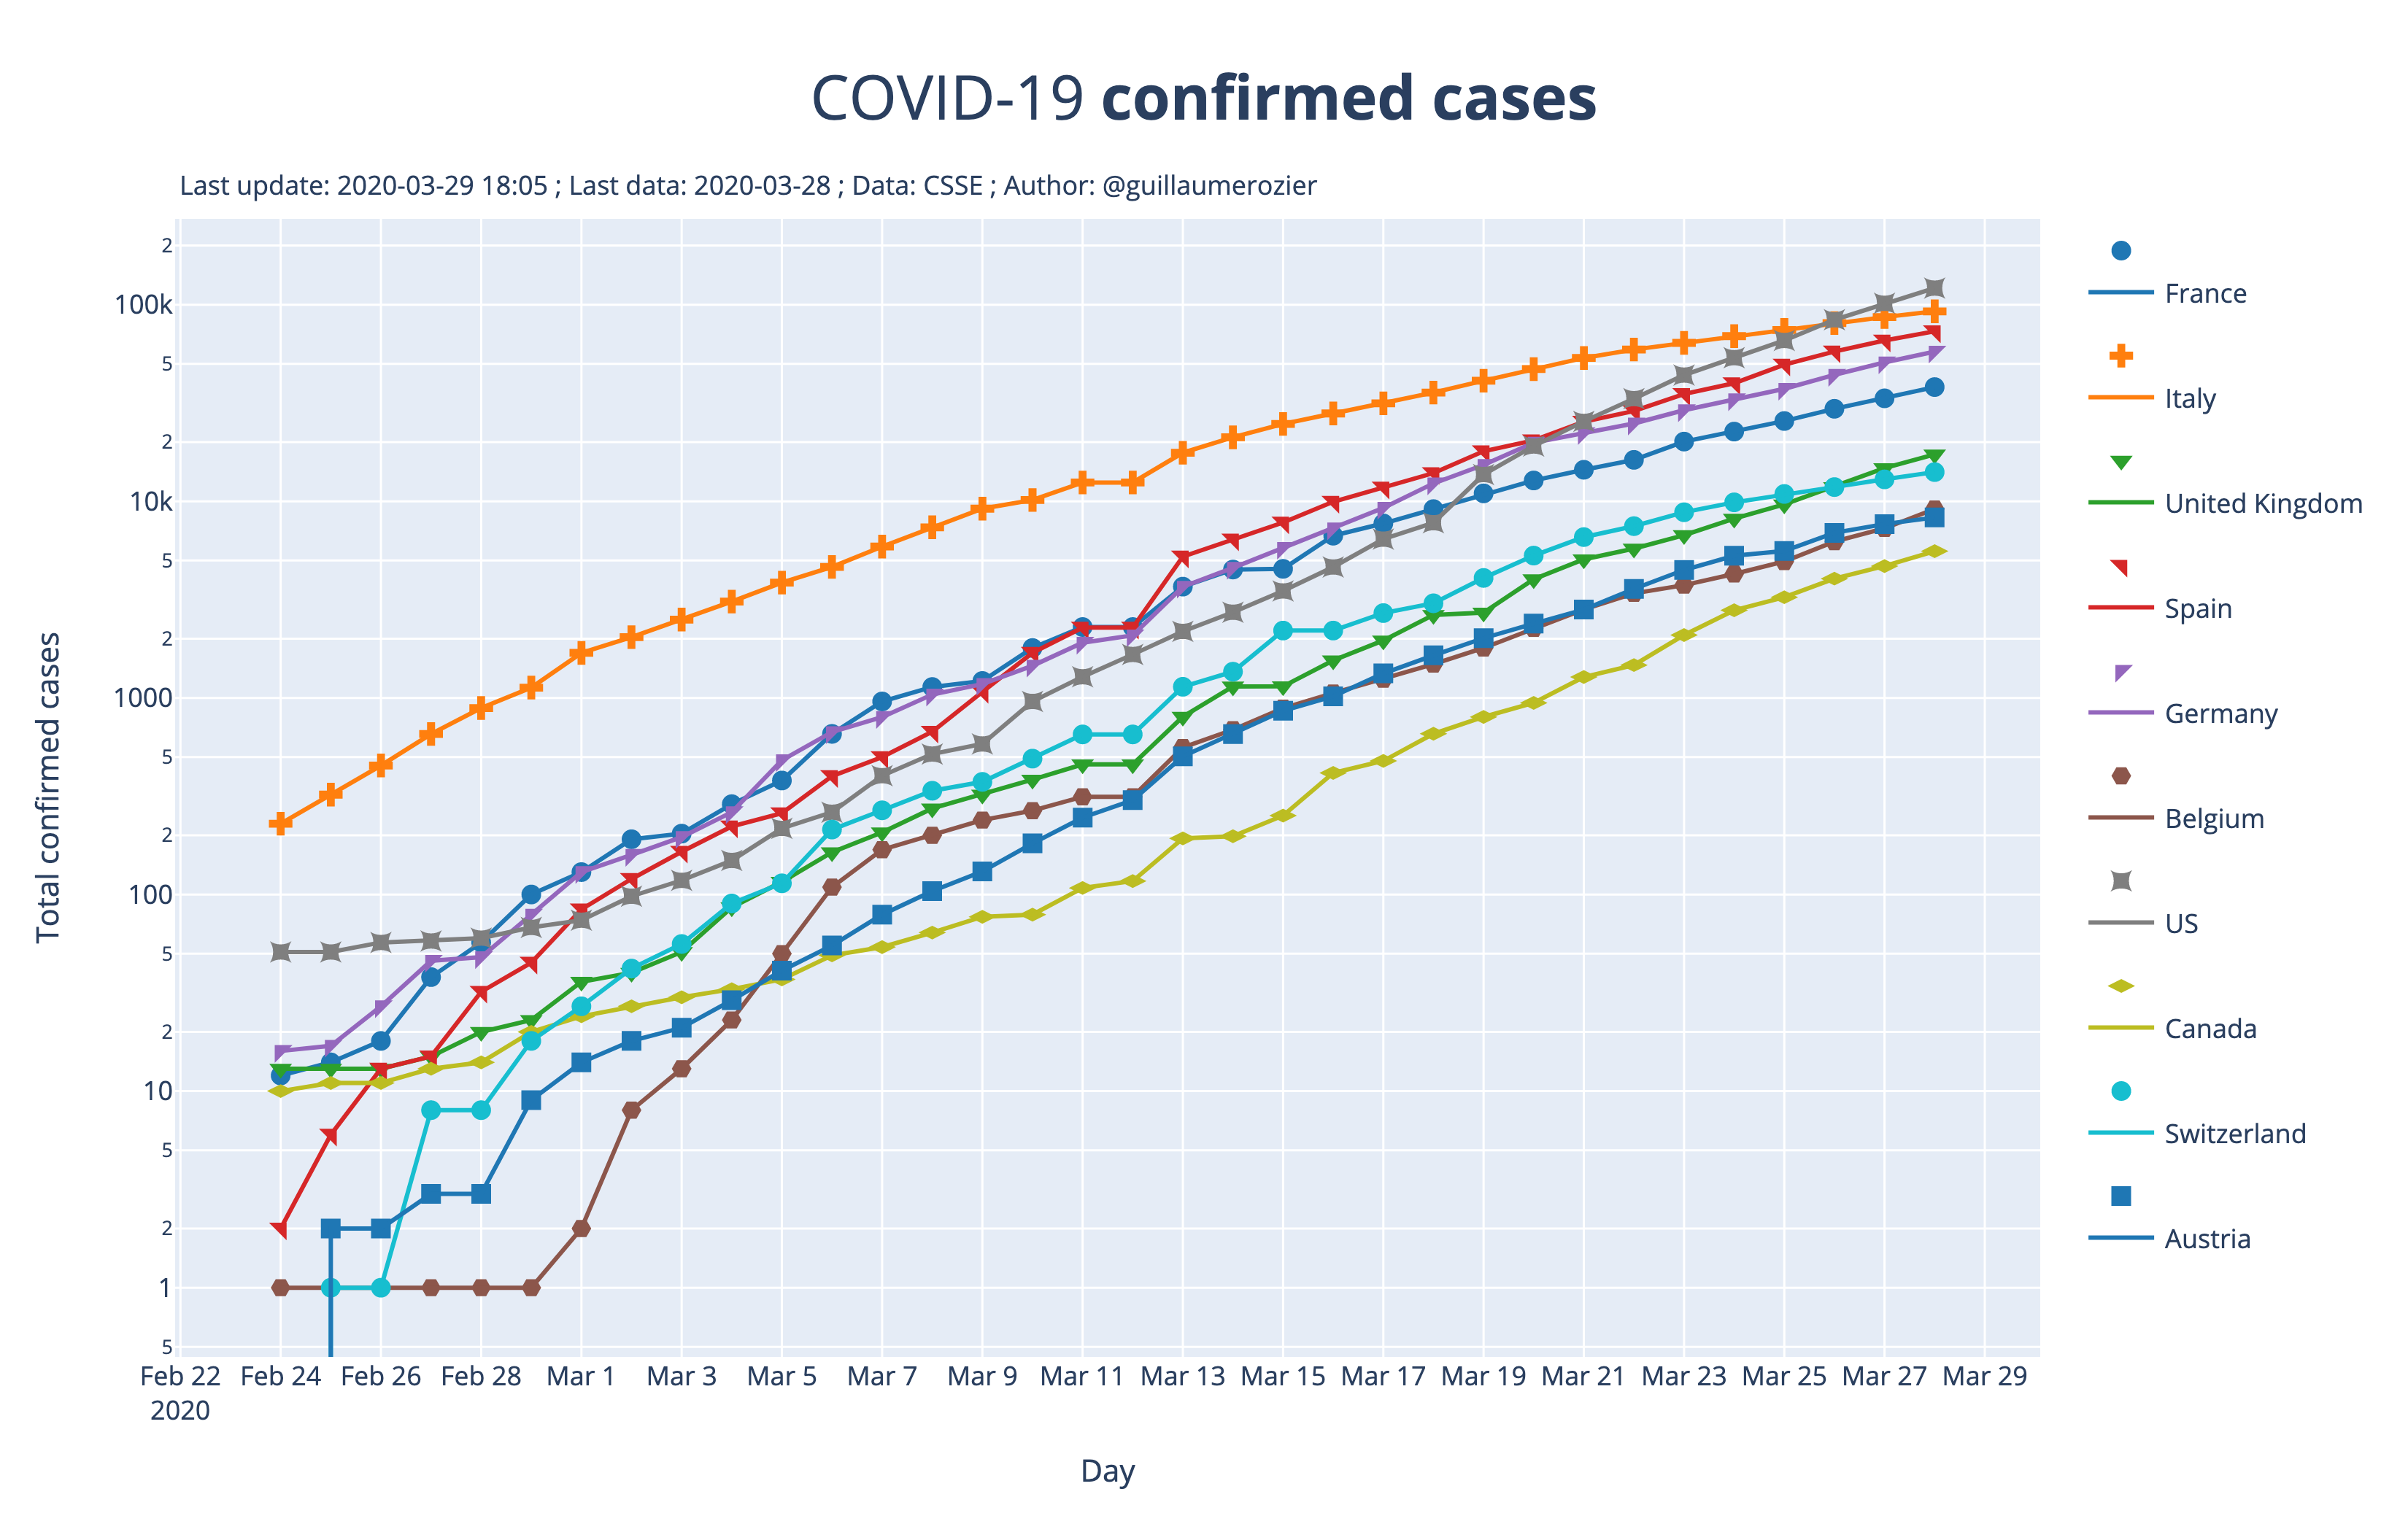 COVID-19 confirmed cases
Last update: 2020-03-29 18:05 ; Last data: 2020-03-28 ; Data: CSSE ; Author: @guillaumerozier
Total confirmed cases
2
100k
5
2
10k
5
2
1000
5
2
100
5
2
10
5
2
1
5
Feb 22 Feb 24 Feb 26 Feb 28 Mar 1 Mar 3 Mar 5 Mar 7 Mar 9 Mar 11 Mar 13 Mar 15 Mar 17 Mar 19 Mar 21 Mar 23 Mar 25 Mar 27 Mar 29
2020
Day
France
Italy
United Kingdom
Spain
Germany
Belgium
US
Canada
Switzerland
Austria